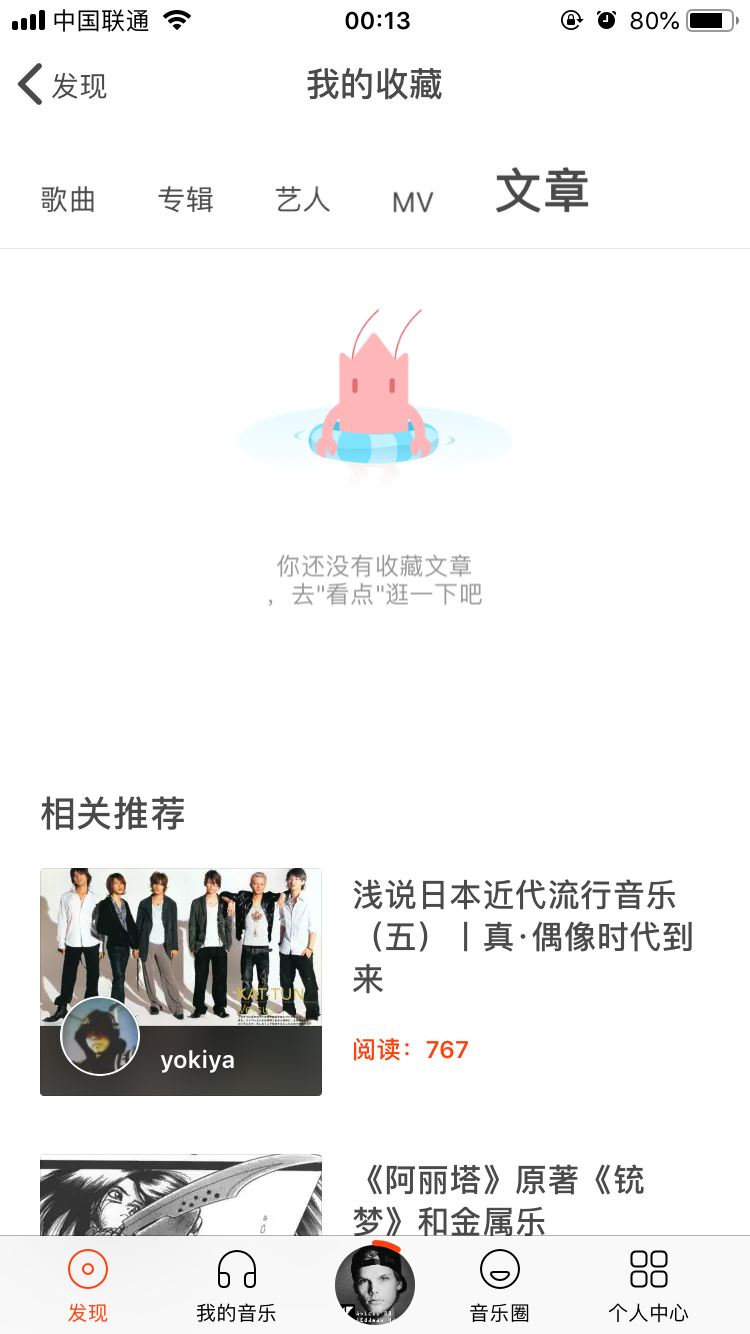 中国联通
00:13
80%
发现
我的收藏
歌曲
专辑
艺人
MV
文章
你还没有收藏文章
，去"看点"逛一下吧
相关推荐
KAT-TUN
yokiya
浅说日本近代流行音乐
（五）丨真·偶像时代到
来
阅读：767
《阿丽塔》原著《铳
梦》和金属乐
发现
我的音乐
音乐圈
个人中心